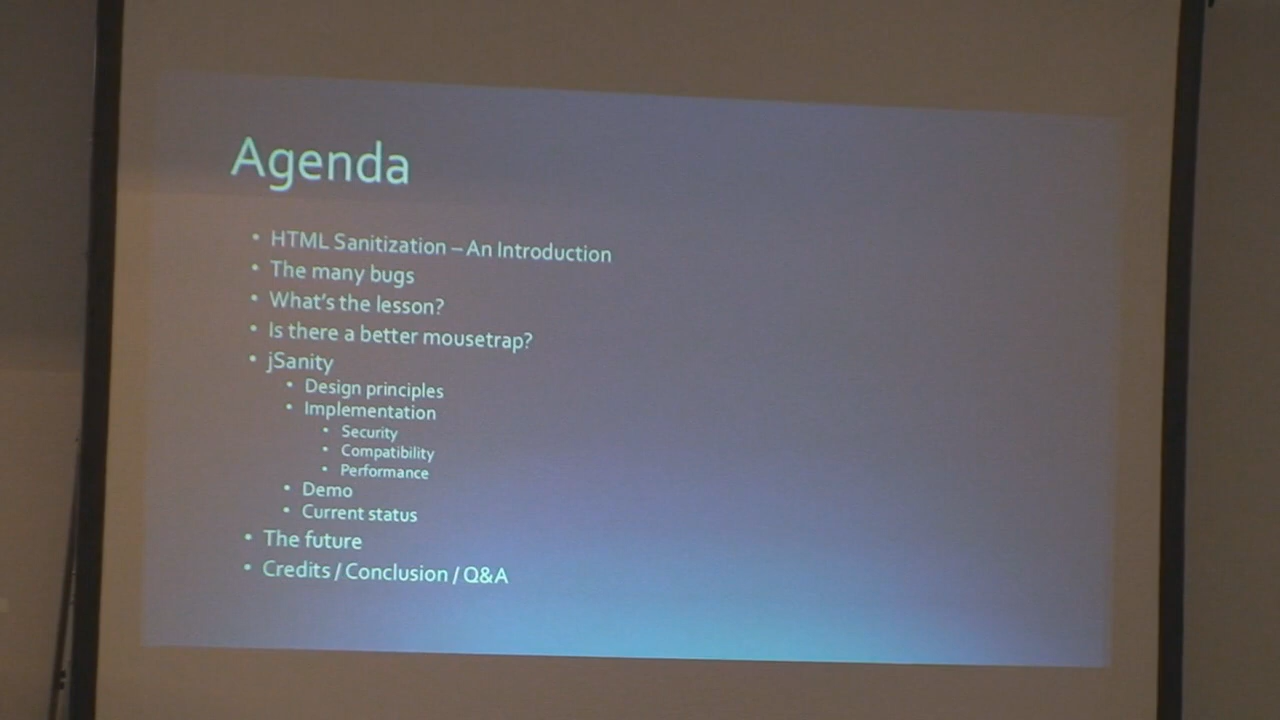 Agenda
• HTML Sanitization – An Introduction
• The many bugs
• What's the lesson?
• Is there a better mousetrap?
• jSanity
• Design principles
• Implementation
• Security
• Compatibility
• Performance
• Demo
• Current status
• The future
• Credits / Conclusion / Q&A